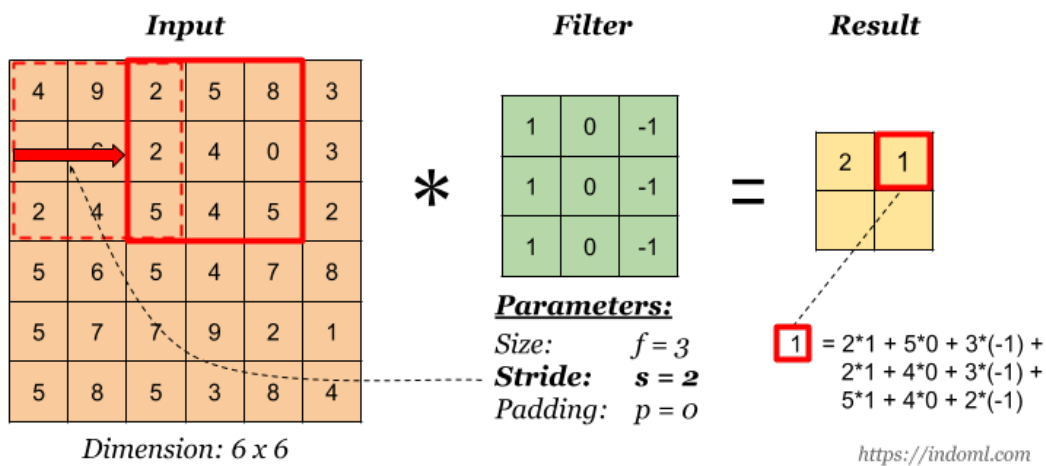 Input Filter Result
4 9 2 5 8 3
2 4 0 3
2 4 5 4 5 2
5 6 5 4 7 8
5 7 7 9 2 1
5 8 5 3 8 4
Dimension: 6 x 6
*
1 0 -1
1 0 -1
1 0 -1
Parameters:
Size: f = 3
Stride: s = 2
Padding: p = 0
=
2 1
1 = 2*1 + 5*0 + 3*(-1) +
2*1 + 4*0 + 3*(-1) +
5*1 + 4*0 + 2*(-1)
https://indoml.com